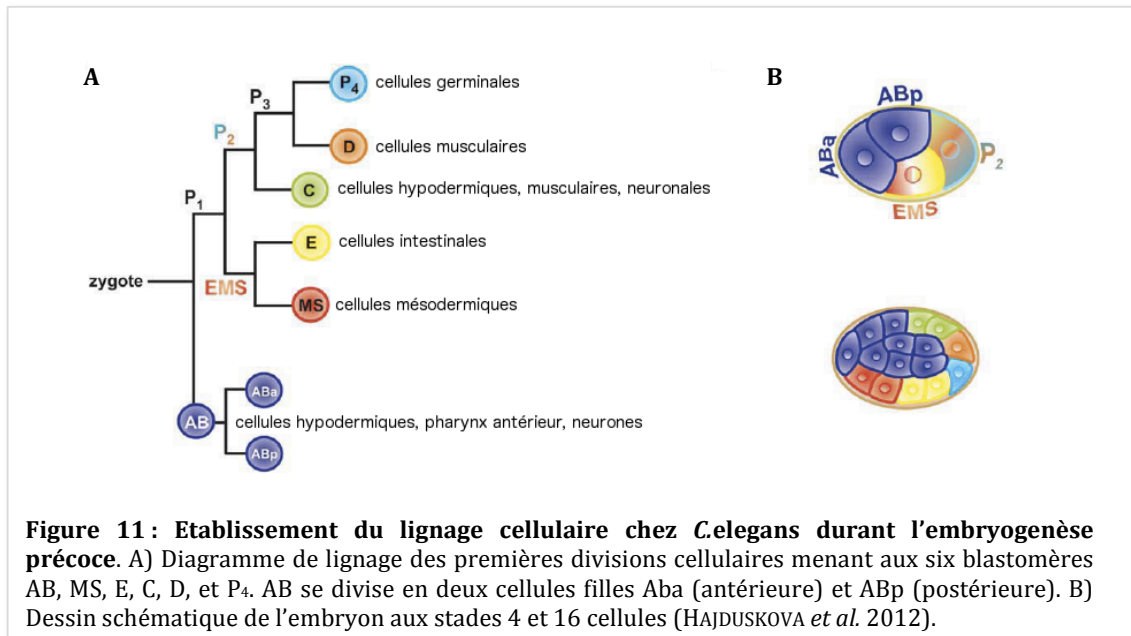 A
B
P4
cellules germinales
P3
D
cellules musculaires
P2
C
cellules hypodermiques, musculaires, neuronales
P1
E
cellules intestinales
zygote
EMS
MS
cellules mésodermiques
ABa
AB
cellules hypodermiques, pharynx antérieur, neurones
ABp
ABp
ABa
P2
EMS
Figure 11 : Etablissement du lignage cellulaire chez C.elegans durant l'embryogenèse
précoce. A) Diagramme de lignage des premières divisions cellulaires menant aux six blastomères
AB, MS, E, C, D, et P4. AB se divise en deux cellules filles Aba (antérieure) et ABp (postérieure). B)
Dessin schématique de l'embryon aux stades 4 et 16 cellules (HAJDUSKOVA et al. 2012).